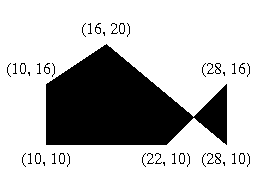 (16, 20)
(10, 16) (28, 16)
(10, 10) (22, 10) (28, 10)